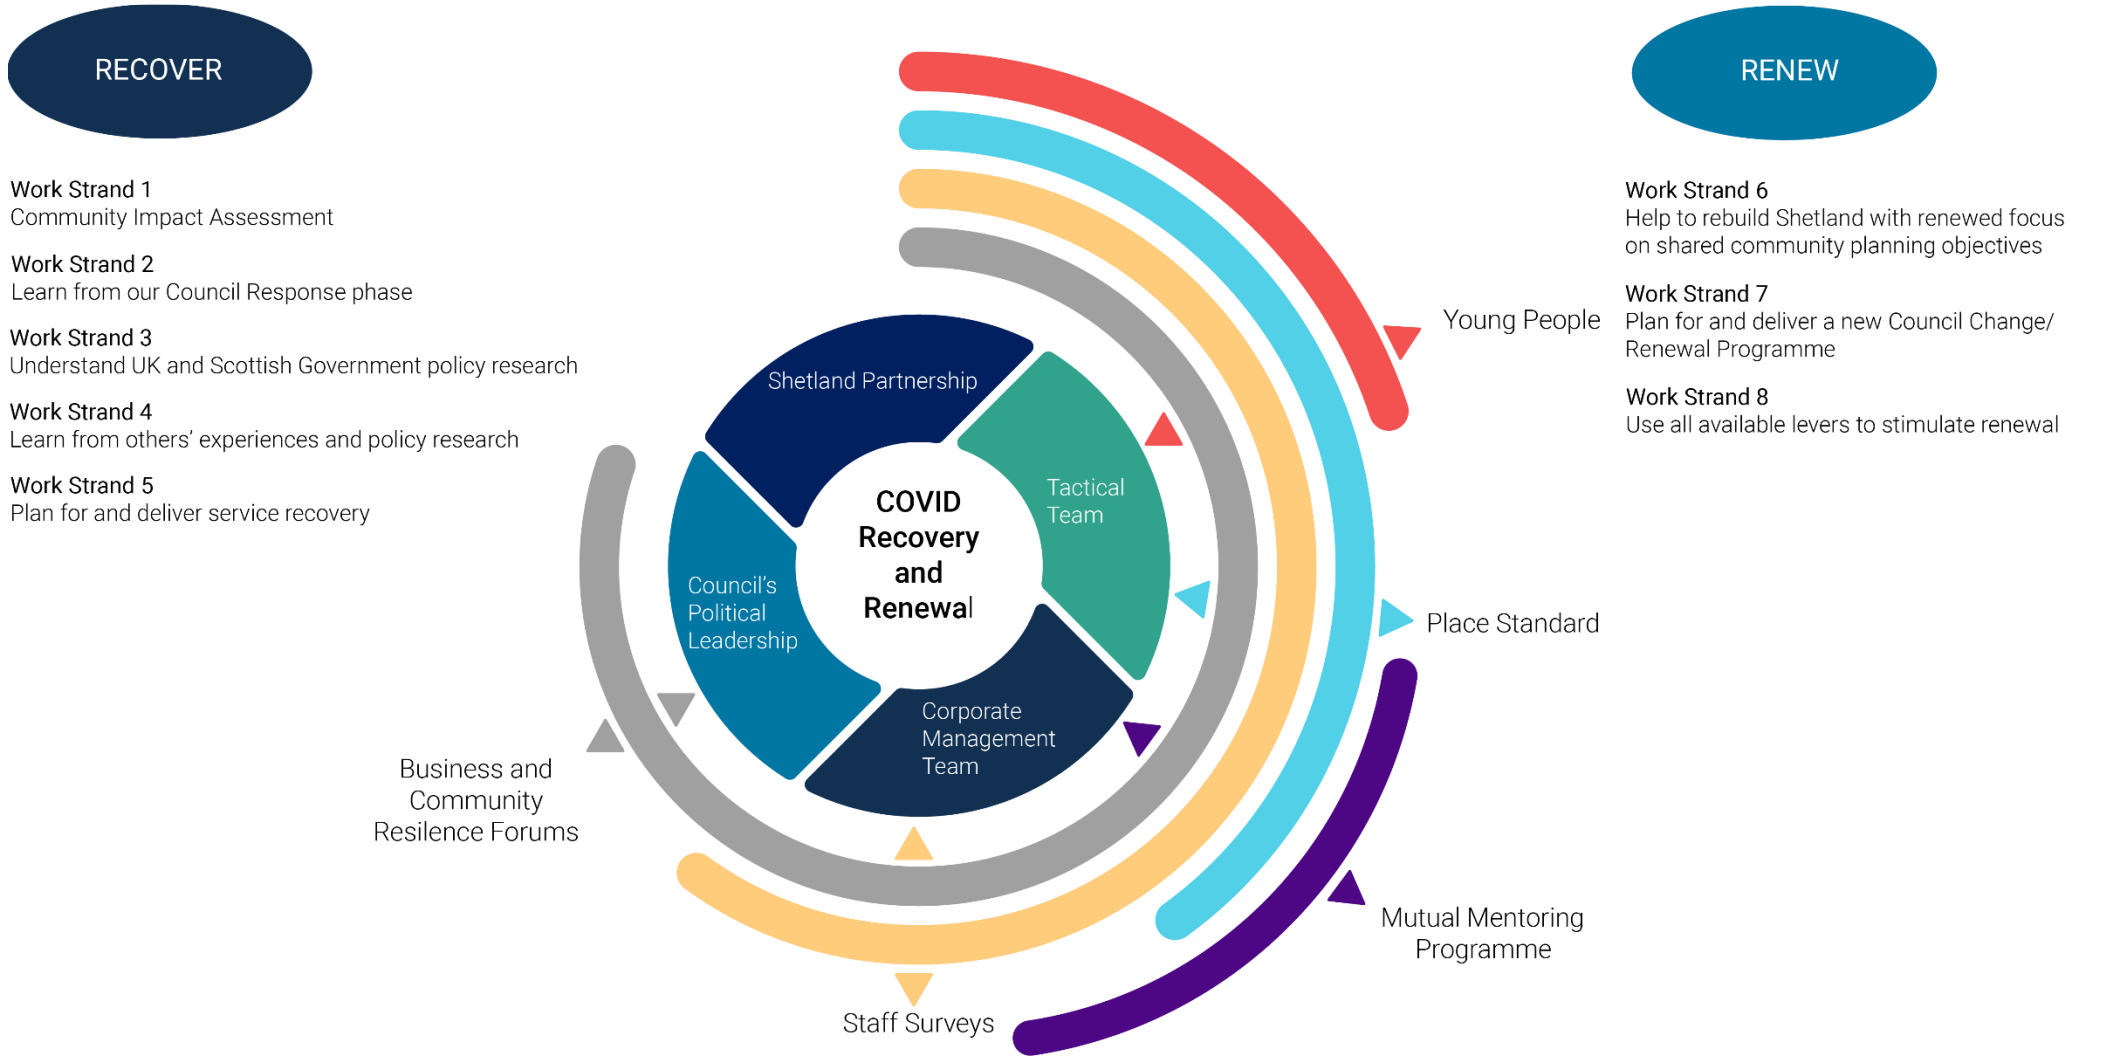 RECOVER
Work Strand 1
Community Impact Assessment
Work Strand 2
Learn from our Council Response phase
Work Strand 3
Understand UK and Scottish Government policy research
Work Strand 4
Learn from others’ experiences and policy research
Work Strand 5
Plan for and deliver service recovery
Shetland Partnership
Tactical
Team
Council’s
Political
Leadership
Corporate
Management
Team
COVID
Recovery
and
Renewal
Business and
Community
Resilence Forums
Staff Surveys
Young People
Place Standard
Mutual Mentoring
Programme
RENEW
Work Strand 6
Help to rebuild Shetland with renewed focus
on shared community planning objectives
Work Strand 7
Plan for and deliver a new Council Change/
Renewal Programme
Work Strand 8
Use all available levers to stimulate renewal